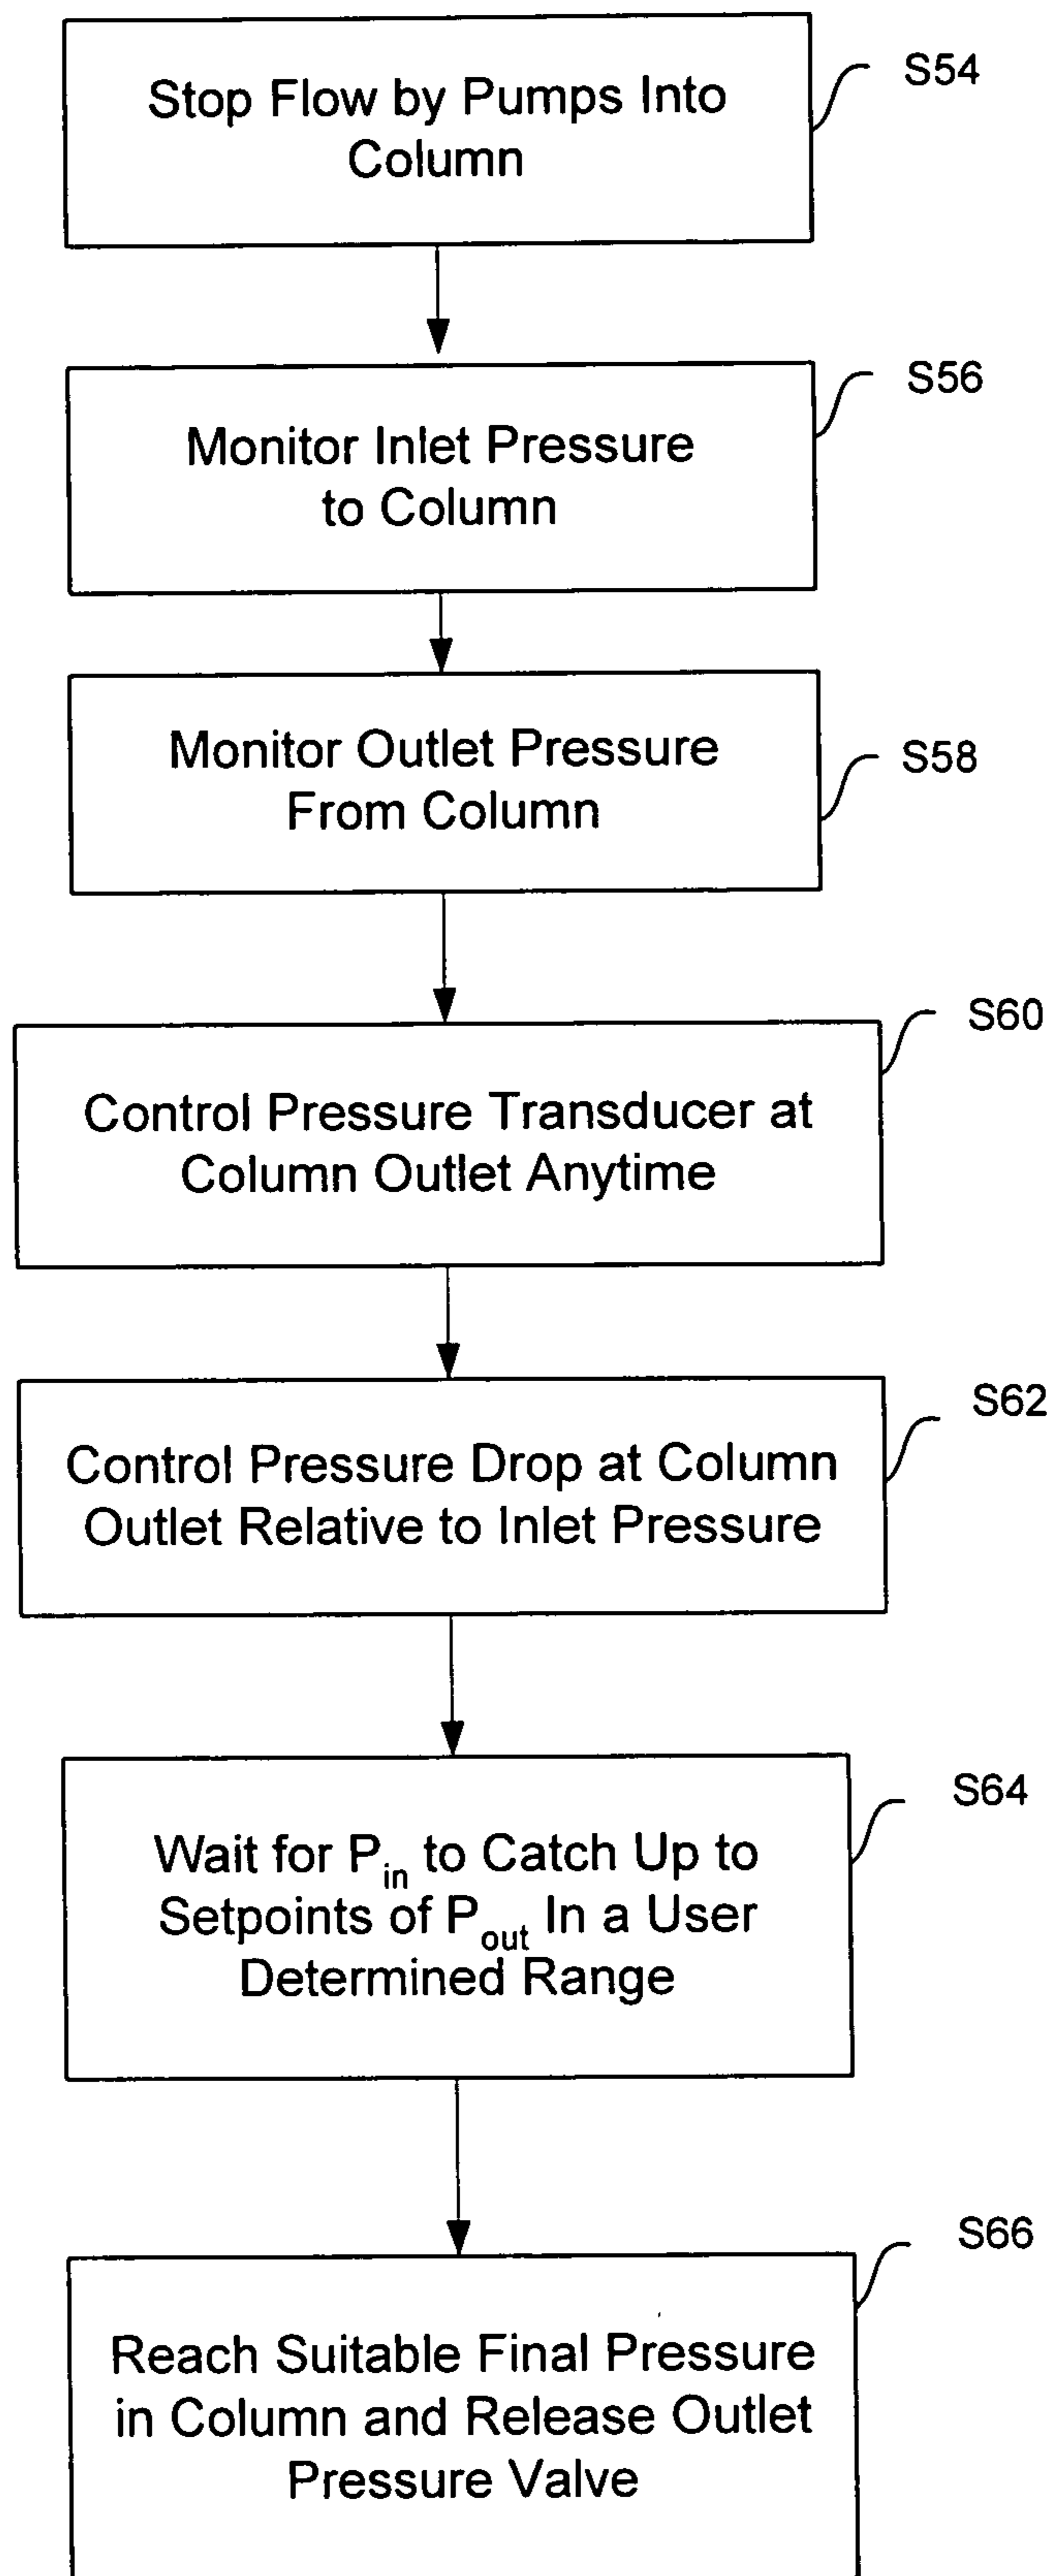 S54
Stop Flow by Pumps Into
Column
S56
Monitor Inlet Pressure
to Column
S58
Monitor Outlet Pressure
From Column
S60
Control Pressure Transducer at
Column Outlet Anytime
S62
Control Pressure Drop at Column
Outlet Relative to Inlet Pressure
S64
Wait for Pin to Catch Up to
Setpoints of Pout In a User
Determined Range
S66
Reach Suitable Final Pressure
in Column and Release Outlet
Pressure Valve